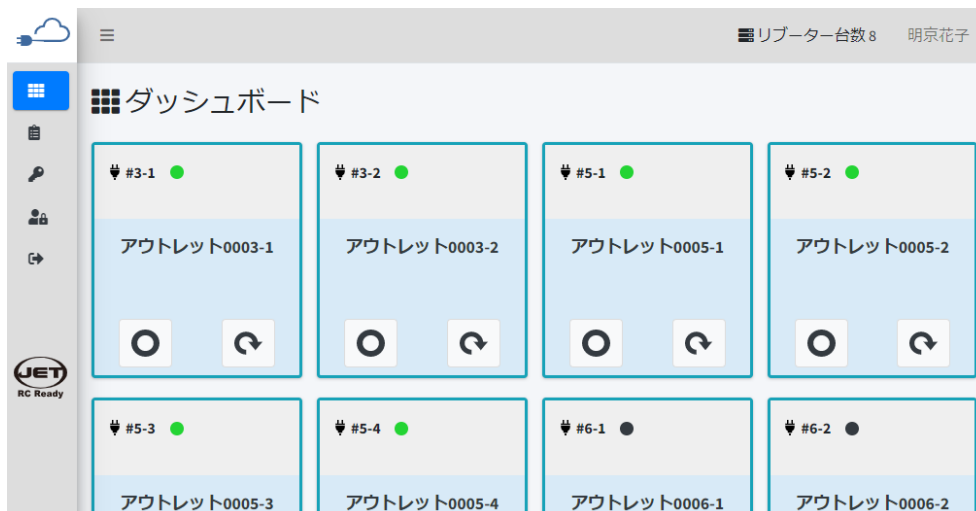 リブーター台数 8 明京花子
ダッシュボード
#3-1
#3-2
#5-1
#5-2
アウトレット0003-1
アウトレット0003-2
アウトレット0005-1
アウトレット0005-2
JET
RC Ready
#5-3
#5-4
#6-1
#6-2
アウトレット0005-3
アウトレット0005-4
アウトレット0006-1
アウトレット0006-2